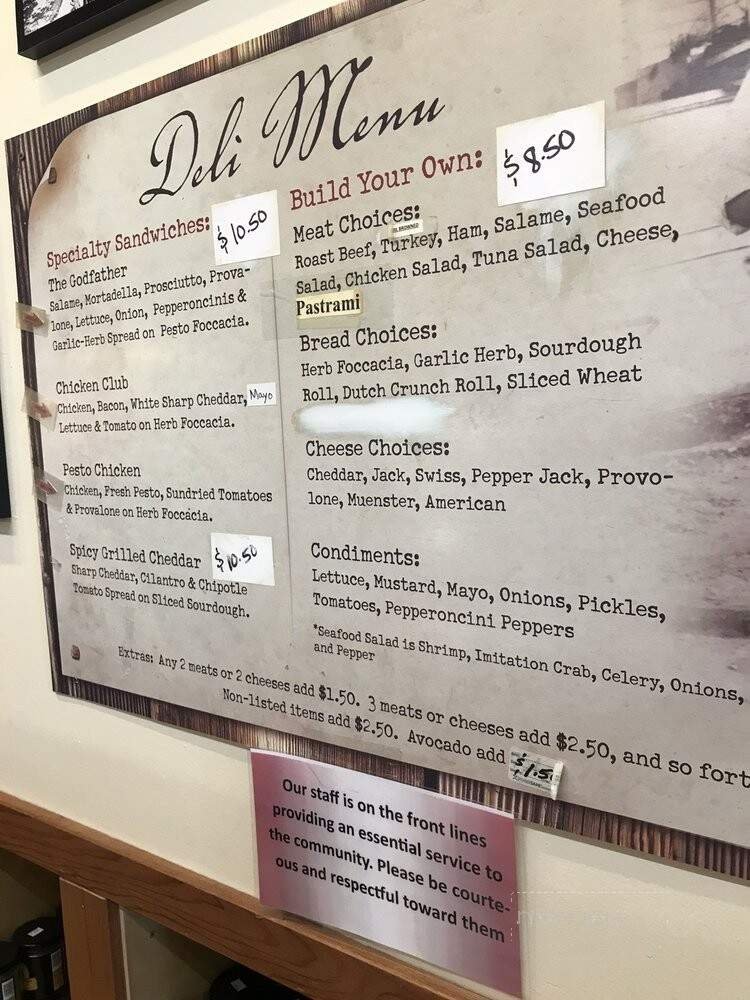 Deli Menu
Specialty Sandwiches: $10.50
The Godfather
Salame, Mortadella, Prosciutto, Prova-
lone, Lettuce, Onion, Pepperoncinis &
Garlic-Herb Spread on Pesto Foccacia.
Chicken Club
Chicken, Bacon, White Sharp Cheddar, Mayo
Lettuce & Tomato on Herb Foccacia.
Pesto Chicken
Chicken, Fresh Pesto, Sundried Tomatoes
& Provalone on Herb Foccacia.
Spicy Grilled Cheddar $10.50
Sharp Cheddar, Cilantro & Chipotle
Tomato Spread on Sliced Sourdough.
Build Your Own: $8.50
Meat Choices:
Roast Beef, Turkey, Ham, Salame, Seafood
Salad, Chicken Salad, Tuna Salad, Cheese,
Pastrami
Bread Choices:
Herb Foccacia, Garlic Herb, Sourdough
Roll, Dutch Crunch Roll, Sliced Wheat
Cheese Choices:
Cheddar, Jack, Swiss, Pepper Jack, Provo-
lone, Muenster, American
Condiments:
Lettuce, Mustard, Mayo, Onions, Pickles,
Tomatoes, Pepperoncini Peppers
*Seafood Salad is Shrimp, Imitation Crab, Celery, Onions,
and Pepper
Extras: Any 2 meats or 2 cheeses add $1.50. 3 meats or cheeses add $2.50, and so fort
Non-listed items add $2.50. Avocado add $1.50
Our staff is on the front lines
providing an essential service to
the community. Please be courte-
ous and respectful toward them